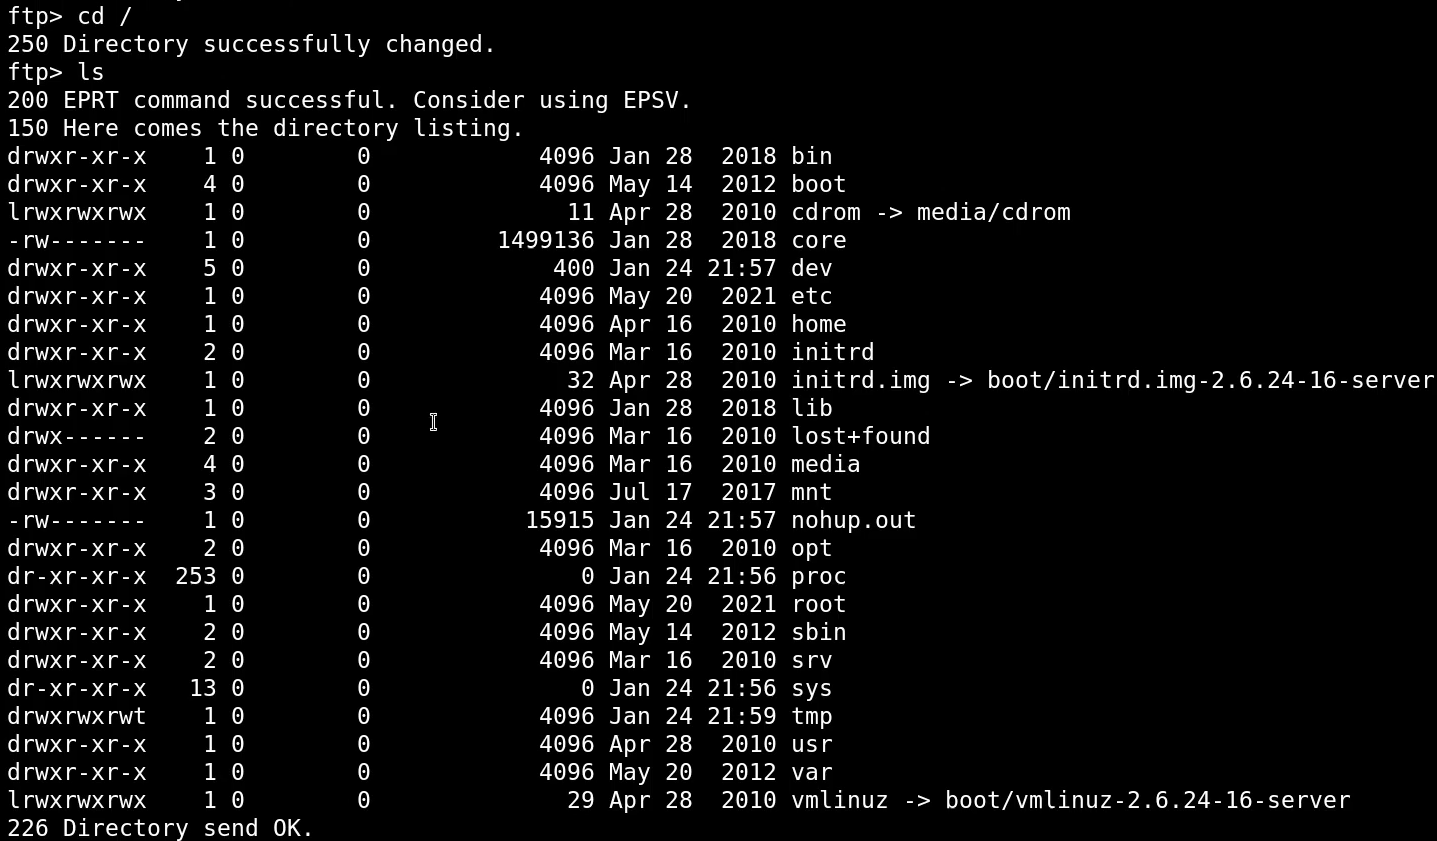 ftp> cd /
250 Directory successfully changed.
ftp> ls
200 EPRT command successful. Consider using EPSV.
150 Here comes the directory listing.
drwxr-xr-x    1 0        0            4096 Jan 28  2018 bin
drwxr-xr-x    4 0        0            4096 May 14  2012 boot
lrwxrwxrwx    1 0        0              11 Apr 28  2010 cdrom -> media/cdrom
-rw-------    1 0        0         1499136 Jan 28  2018 core
drwxr-xr-x    5 0        0             400 Jan 24 21:57 dev
drwxr-xr-x    1 0        0            4096 May 20  2021 etc
drwxr-xr-x    1 0        0            4096 Apr 16  2010 home
drwxr-xr-x    2 0        0            4096 Mar 16  2010 initrd
lrwxrwxrwx    1 0        0              32 Apr 28  2010 initrd.img -> boot/initrd.img-2.6.24-16-server
drwxr-xr-x    1 0        0            4096 Jan 28  2018 lib
drwx------    2 0        0            4096 Mar 16  2010 lost+found
drwxr-xr-x    4 0        0            4096 Mar 16  2010 media
drwxr-xr-x    3 0        0            4096 Jul 17  2017 mnt
-rw-------    1 0        0           15915 Jan 24 21:57 nohup.out
drwxr-xr-x    2 0        0            4096 Mar 16  2010 opt
dr-xr-xr-x  253 0        0               0 Jan 24 21:56 proc
drwxr-xr-x    1 0        0            4096 May 20  2021 root
drwxr-xr-x    2 0        0            4096 May 14  2012 sbin
drwxr-xr-x    2 0        0            4096 Mar 16  2010 srv
dr-xr-xr-x   13 0        0               0 Jan 24 21:56 sys
drwxrwxrwt    1 0        0            4096 Jan 24 21:59 tmp
drwxr-xr-x    1 0        0            4096 Apr 28  2010 usr
drwxr-xr-x    1 0        0            4096 May 20  2012 var
lrwxrwxrwx    1 0        0              29 Apr 28  2010 vmlinuz -> boot/vmlinuz-2.6.24-16-server
226 Directory send OK.